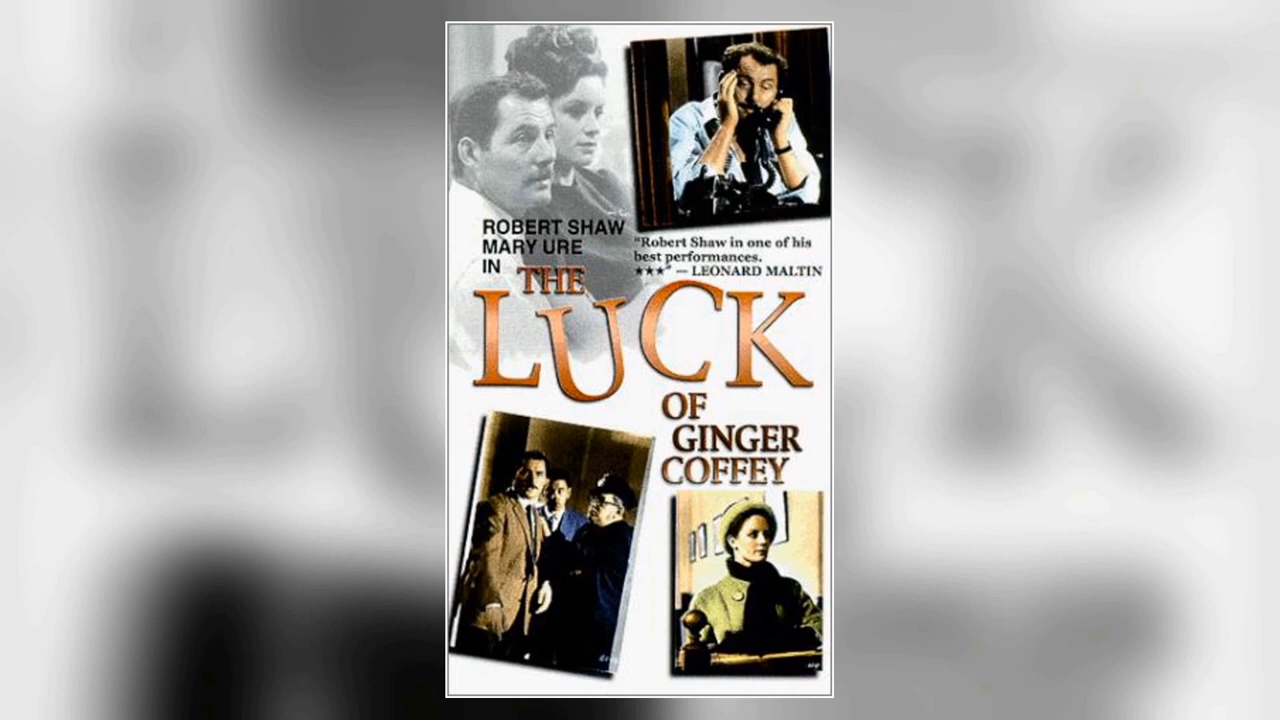 ROBERT SHAW
MARY URE
IN
"Robert Shaw in one of his
best performances.
★★★" — LEONARD MALTIN
THE
LUCK
OF
GINGER
COFFEY